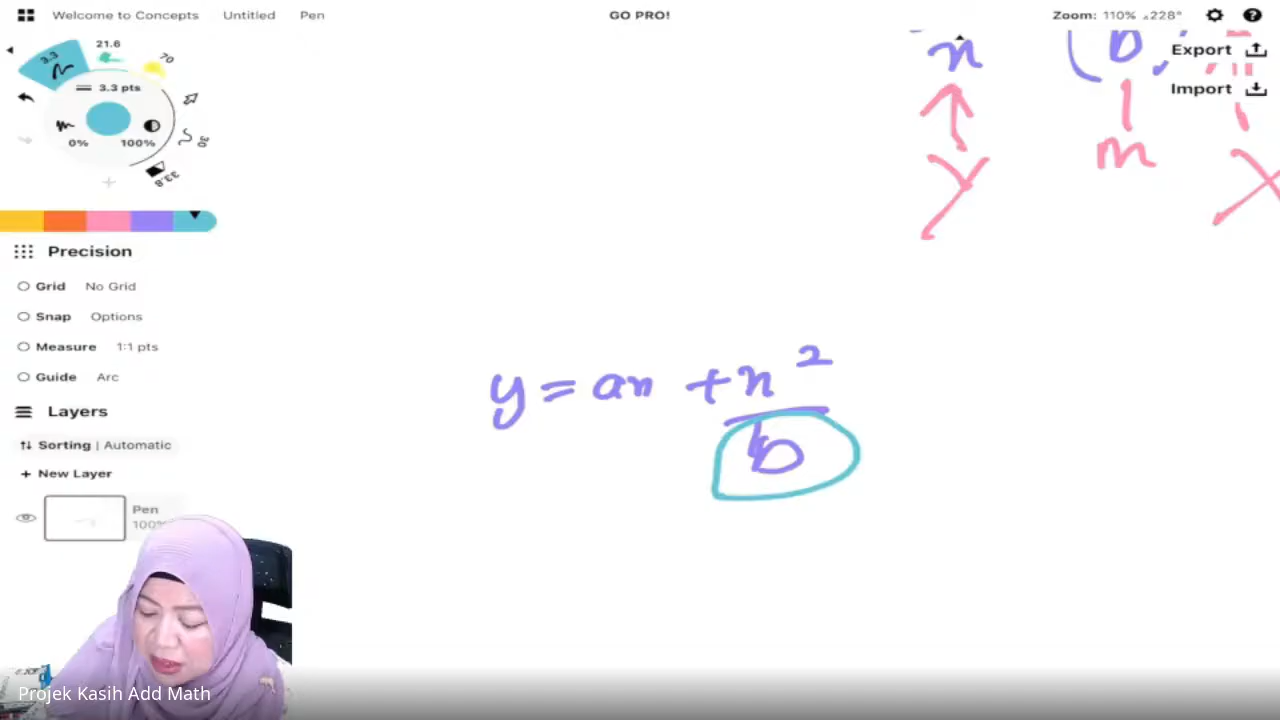 Welcome to Concepts Untitled Pen GO PRO! Zoom: 110% 228°
Export
Import
3.3 21.6 70
3.3 pts
0% 100%
30
33.8
x (b
Y m X
Precision
Grid No Grid
Snap Options
Measure 1:1 pts
Guide Arc
Layers
Sorting | Automatic
+ New Layer
Pen
100%
y = ax + x²
b
Projek Kasih Add Math